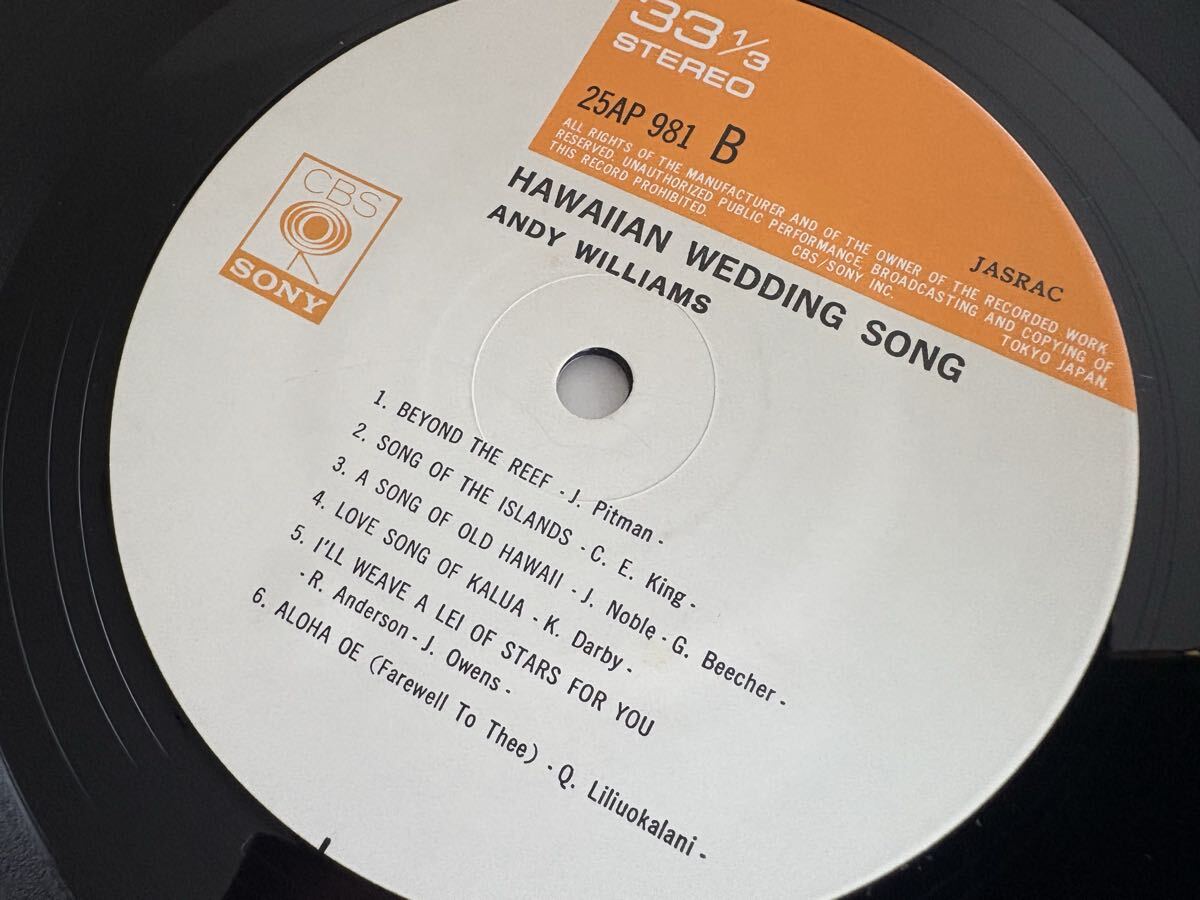 33 1/3
STEREO
25AP 981 B
ALL RIGHTS OF THE MANUFACTURER AND OF THE OWNER OF THE RECORDED WORK
RESERVED. UNAUTHORIZED PUBLIC PERFORMANCE, BROADCASTING AND COPYING OF
THIS RECORD PROHIBITED.
CBS/SONY INC.
TOKYO JAPAN.
JASRAC
CBS
SONY
HAWAIIAN WEDDING SONG
ANDY WILLIAMS
1. BEYOND THE REEF - J. Pitman -
2. SONG OF THE ISLANDS - C. E. King -
3. A SONG OF OLD HAWAII - J. Noble - G. Beecher -
4. LOVE SONG OF KALUA - K. Darby -
5. I'LL WEAVE A LEI OF STARS FOR YOU
- R. Anderson - J. Owens -
6. ALOHA OE (Farewell To Thee) - Q. Liliuokalani -